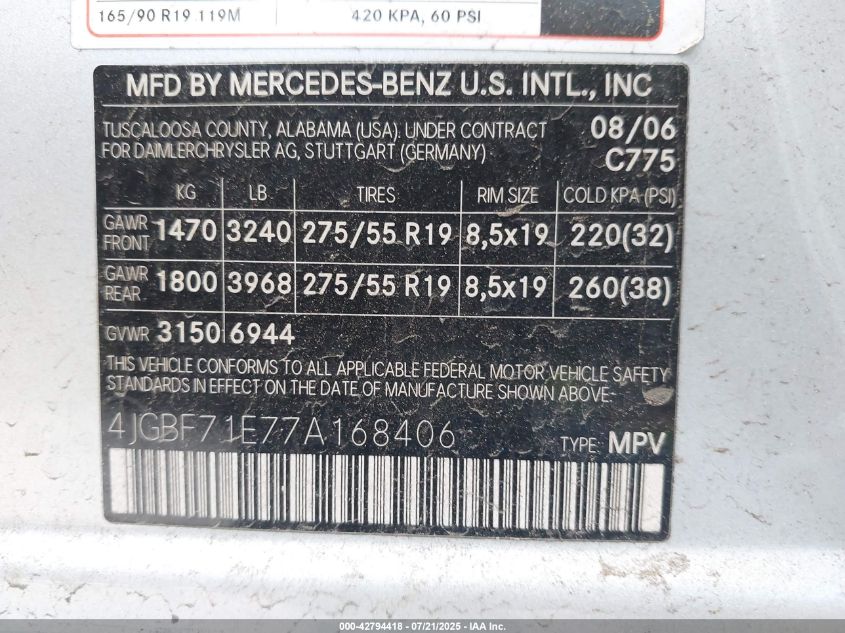 165/90 R19 119M 420 KPA, 60 PSI
MFD BY MERCEDES-BENZ U.S. INTL., INC
TUSCALOOSA COUNTY, ALABAMA (USA). UNDER CONTRACT 08/06
FOR DAIMLERCHRYSLER AG, STUTTGART (GERMANY) C775
KG LB TIRES RIM SIZE COLD KPA (PSI)
GAWR FRONT 1470 3240 275/55 R19 8,5x19 220(32)
GAWR REAR 1800 3968 275/55 R19 8,5x19 260(38)
GVWR 3150 6944
THIS VEHICLE CONFORMS TO ALL APPLICABLE FEDERAL MOTOR VEHICLE SAFETY
STANDARDS IN EFFECT ON THE DATE OF MANUFACTURE SHOWN ABOVE:
4JGBF71E77A168406 TYPE: MPV
000-42794418 - 07/21/2025 - IAA Inc.